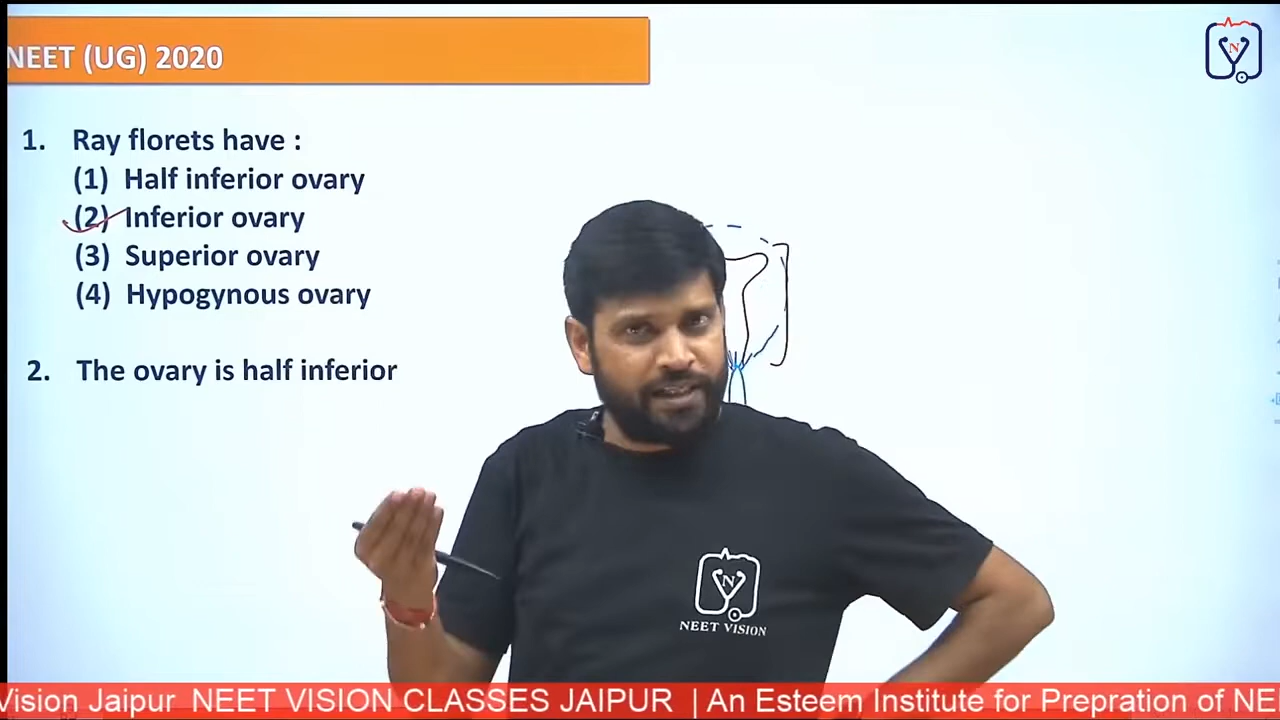 NEET (UG) 2020
N
1. Ray florets have :
(1) Half inferior ovary
(2) Inferior ovary
(3) Superior ovary
(4) Hypogynous ovary
2. The ovary is half inferior
N
NEET VISION
Vision Jaipur NEET VISION CLASSES JAIPUR | An Esteem Institute for Prepration of NE